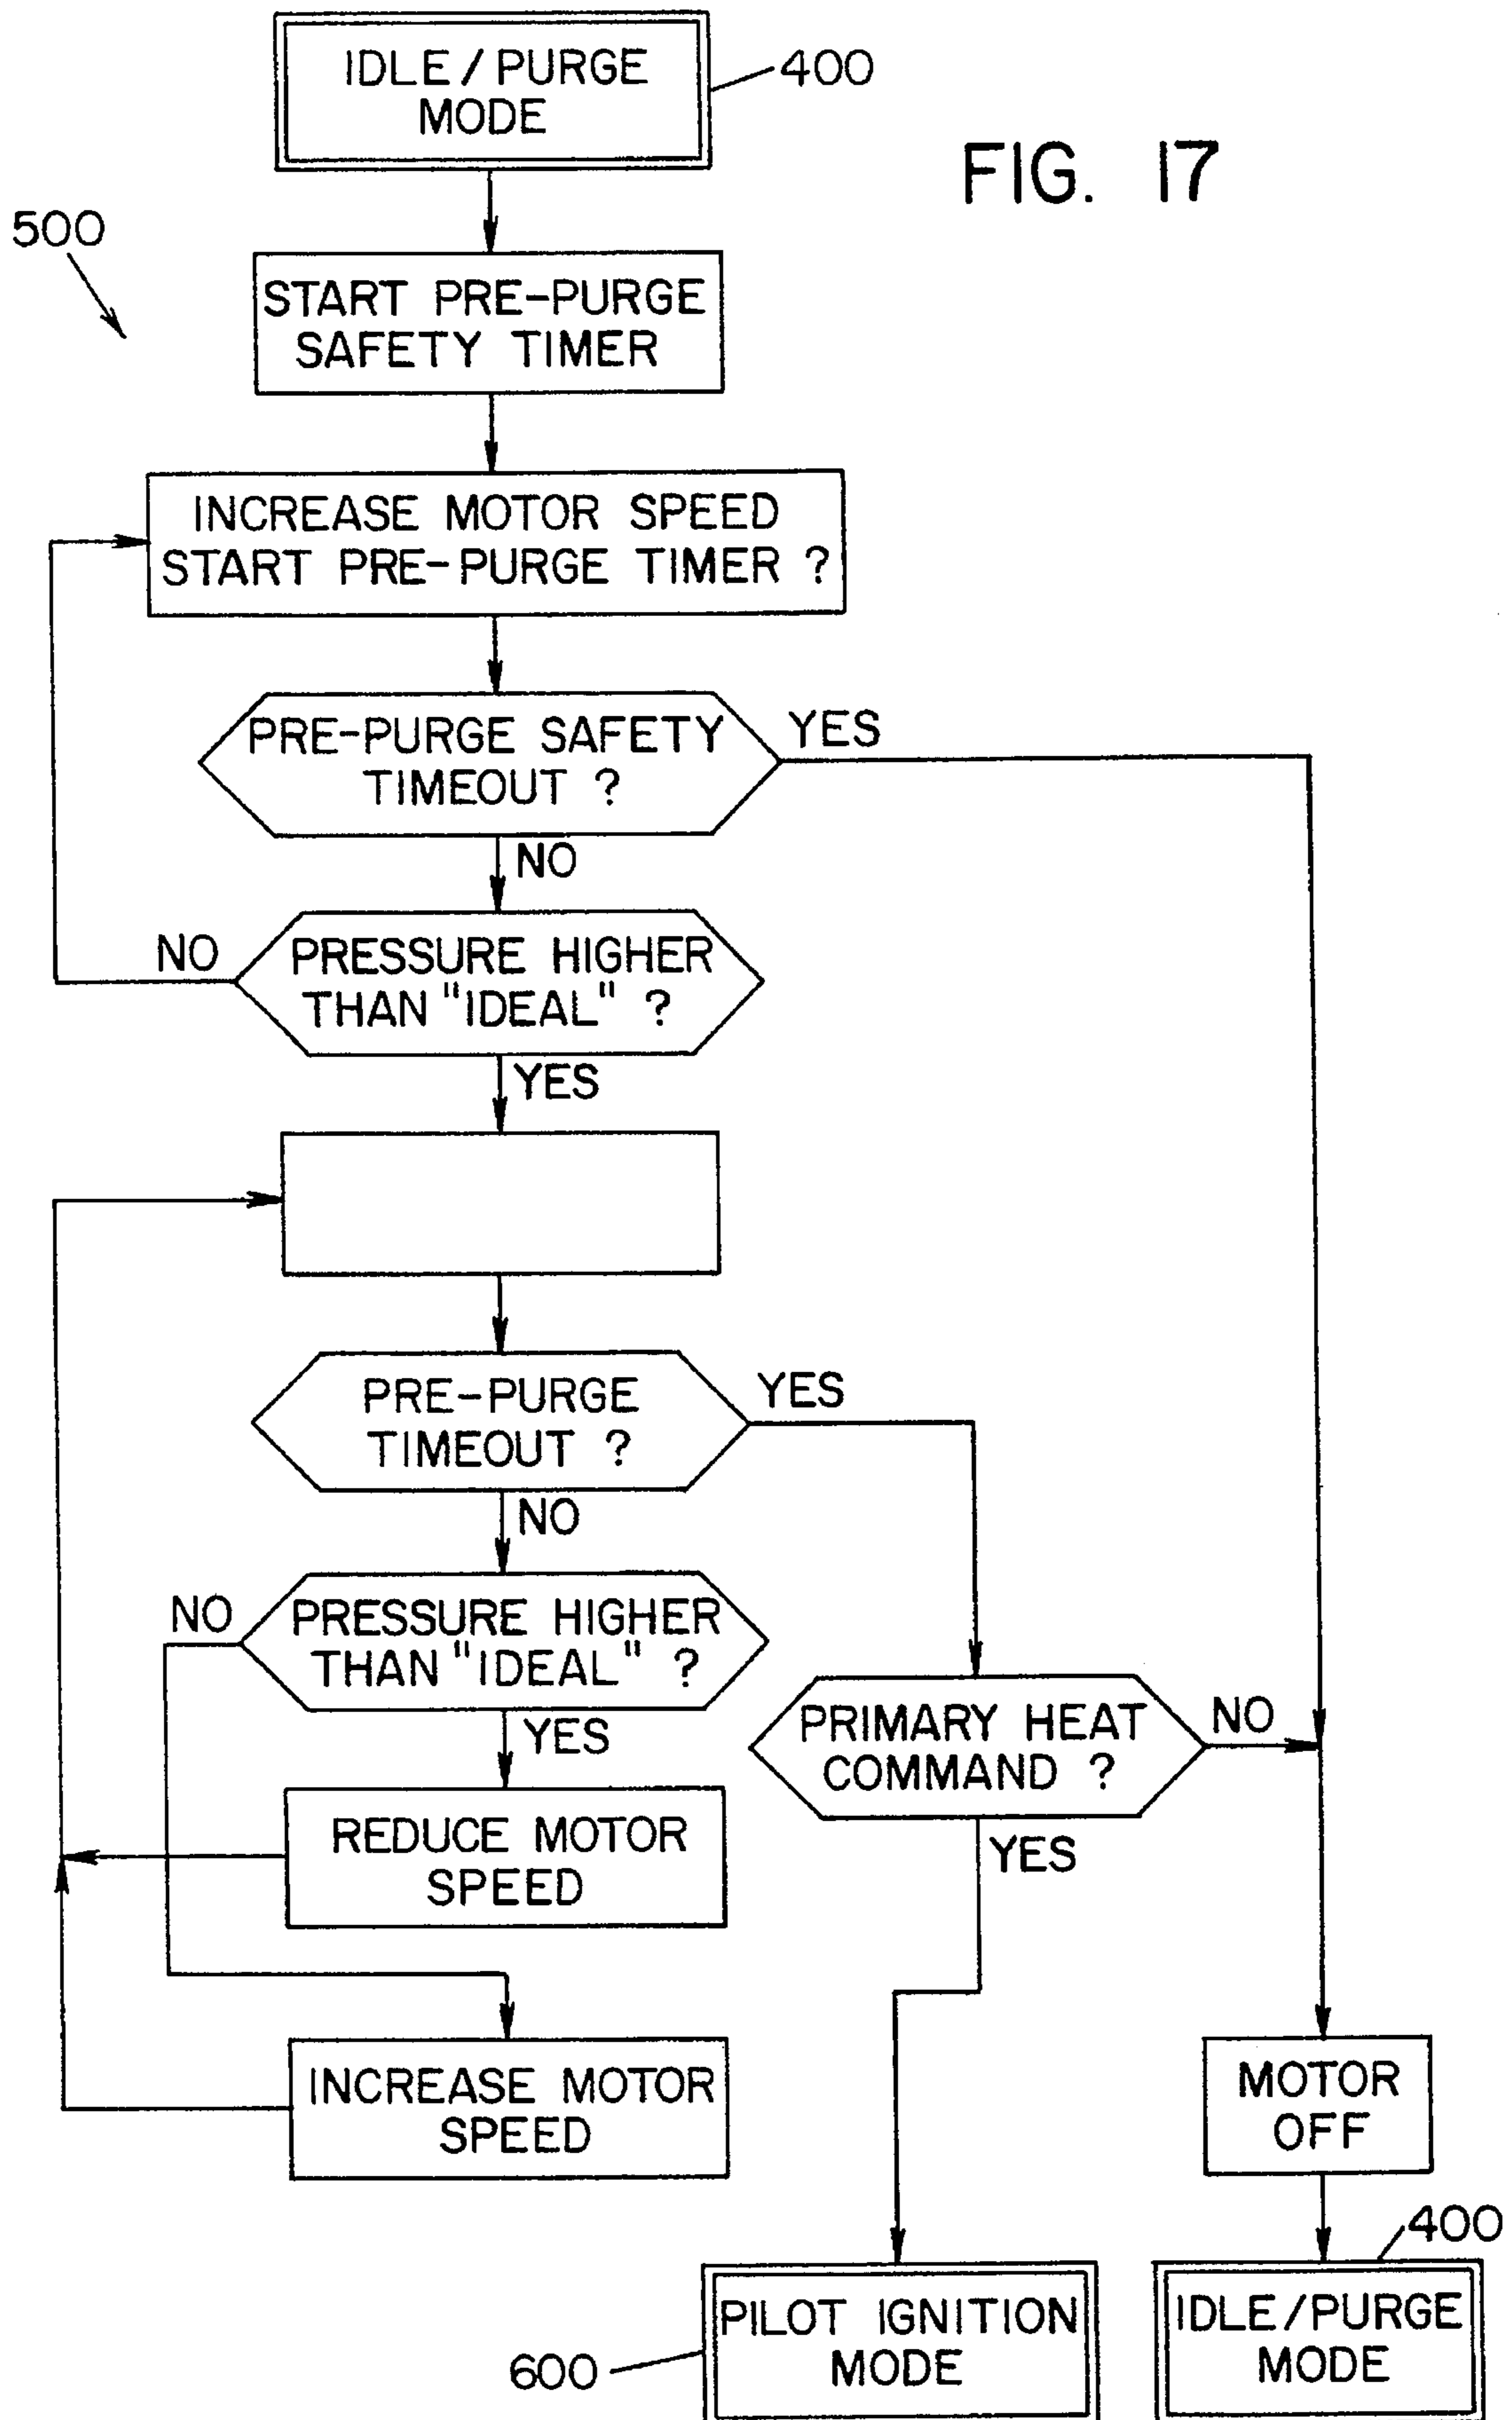 IDLE / PURGE
MODE
400
FIG. 17
500
START PRE-PURGE
SAFETY TIMER
INCREASE MOTOR SPEED
START PRE-PURGE TIMER ?
PRE-PURGE SAFETY
TIMEOUT ?
YES
NO
PRESSURE HIGHER
THAN "IDEAL" ?
NO
YES
PRE-PURGE
TIMEOUT ?
YES
NO
PRESSURE HIGHER
THAN "IDEAL" ?
NO
YES
PRIMARY HEAT
COMMAND ?
NO
YES
REDUCE MOTOR
SPEED
INCREASE MOTOR
SPEED
MOTOR
OFF
400
PILOT IGNITION
MODE
600
IDLE/PURGE
MODE